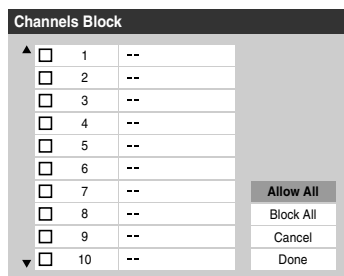 Channels Block
1 --
2 --
3 --
4 --
5 --
6 --
7 --
8 --
9 --
10 --
Allow All
Block All
Cancel
Done